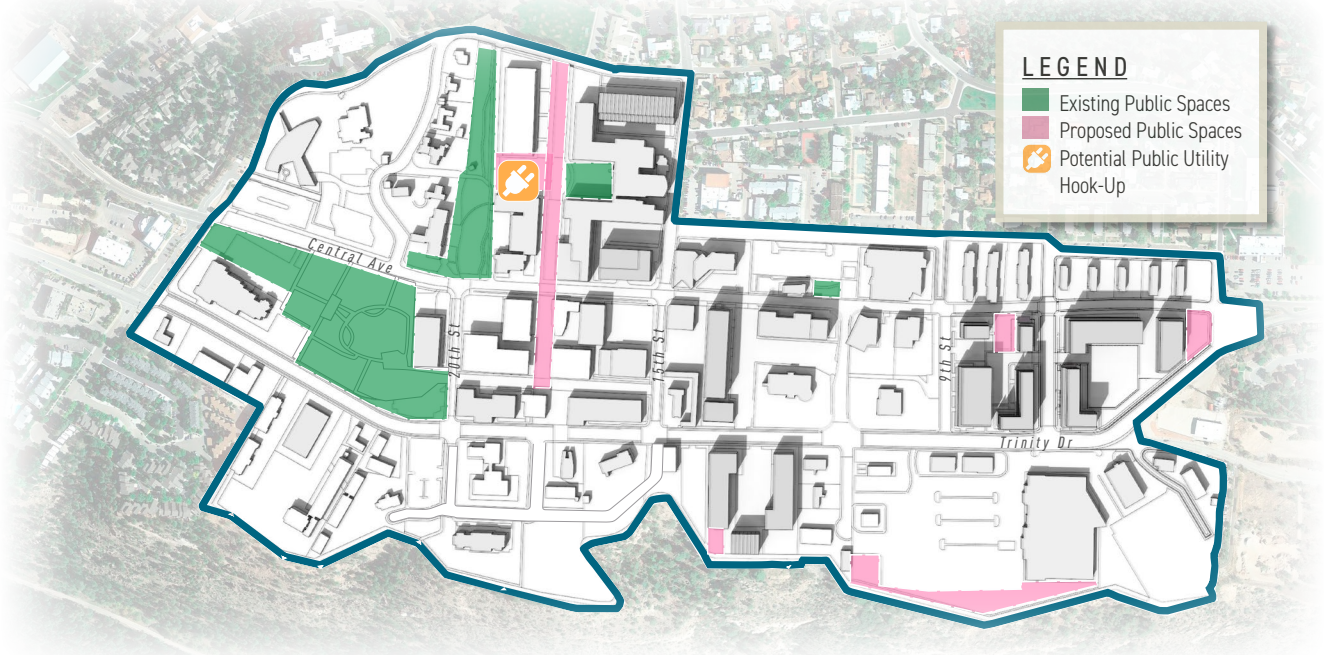 LEGEND
Existing Public Spaces
Proposed Public Spaces
Potential Public Utility
Hook-Up
Central Ave
20th St
15th St
9th St
Trinity Dr